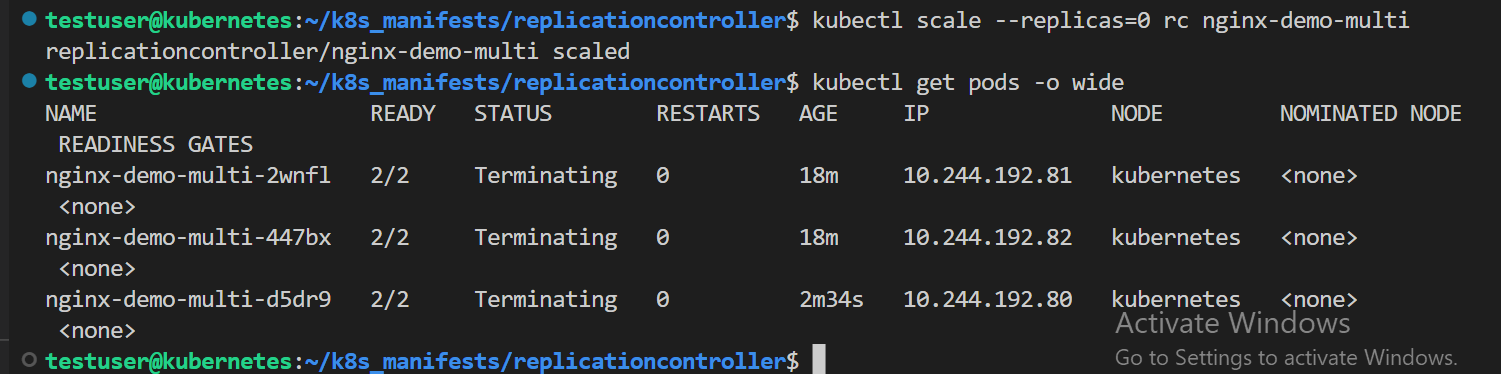 testuser@kubernetes:~/k8s_manifests/replicationcontroller$ kubectl scale --replicas=0 rc nginx-demo-multi
replicationcontroller/nginx-demo-multi scaled
testuser@kubernetes:~/k8s_manifests/replicationcontroller$ kubectl get pods -o wide
NAME READY STATUS RESTARTS AGE IP NODE NOMINATED NODE
READINESS GATES
nginx-demo-multi-2wnfl 2/2 Terminating 0 18m 10.244.192.81 kubernetes <none>
<none>
nginx-demo-multi-447bx 2/2 Terminating 0 18m 10.244.192.82 kubernetes <none>
<none>
nginx-demo-multi-d5dr9 2/2 Terminating 0 2m34s 10.244.192.80 kubernetes <none>
<none>
testuser@kubernetes:~/k8s_manifests/replicationcontroller$
Activate Windows
Go to Settings to activate Windows.